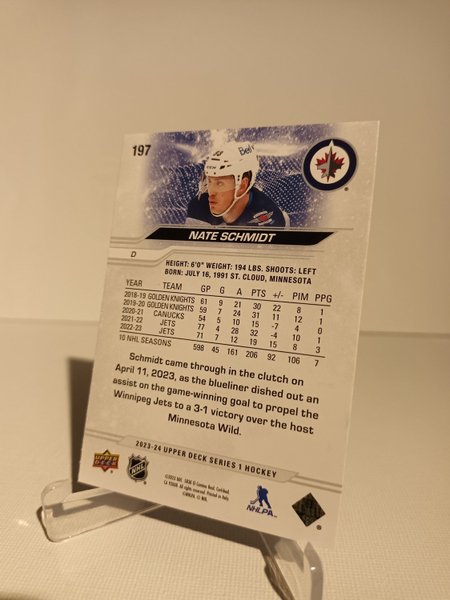 197
Bell
NATE SCHMIDT
D
HEIGHT: 6'0" WEIGHT: 194 LBS. SHOOTS: LEFT
BORN: JULY 16, 1991 ST. CLOUD, MINNESOTA
YEAR TEAM GP G A PTS +/- PIM PPG
2018-19 GOLDEN KNIGHTS 61 9 21 30 22 8 1
2019-20 GOLDEN KNIGHTS 59 7 24 31 11 12 1
2020-21 CANUCKS 54 5 10 15 -7 4 0
2021-22 JETS 77 4 28 32 -4 10 0
2022-23 JETS 71 7 12 19 15 8 3
10 NHL SEASONS 598 45 161 206 92 106 7
Schmidt came through in the clutch on
April 11, 2023, as the blueliner dished out an
assist on the game-winning goal to propel the
Winnipeg Jets to a 3-1 victory over the host
Minnesota Wild.
2023-24 UPPER DECK SERIES 1 HOCKEY
UPPER DECK
NHL
NHLPA